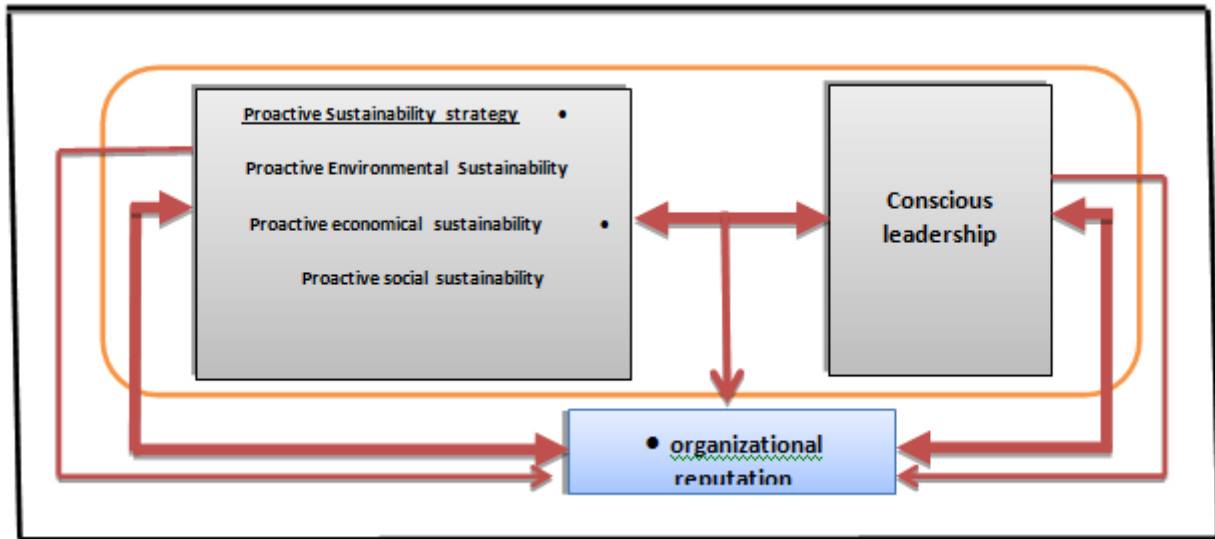 Proactive Sustainability strategy •
Proactive Environmental Sustainability
Proactive economical sustainability •
Proactive social sustainability
Conscious
leadership
• organizational
reputation